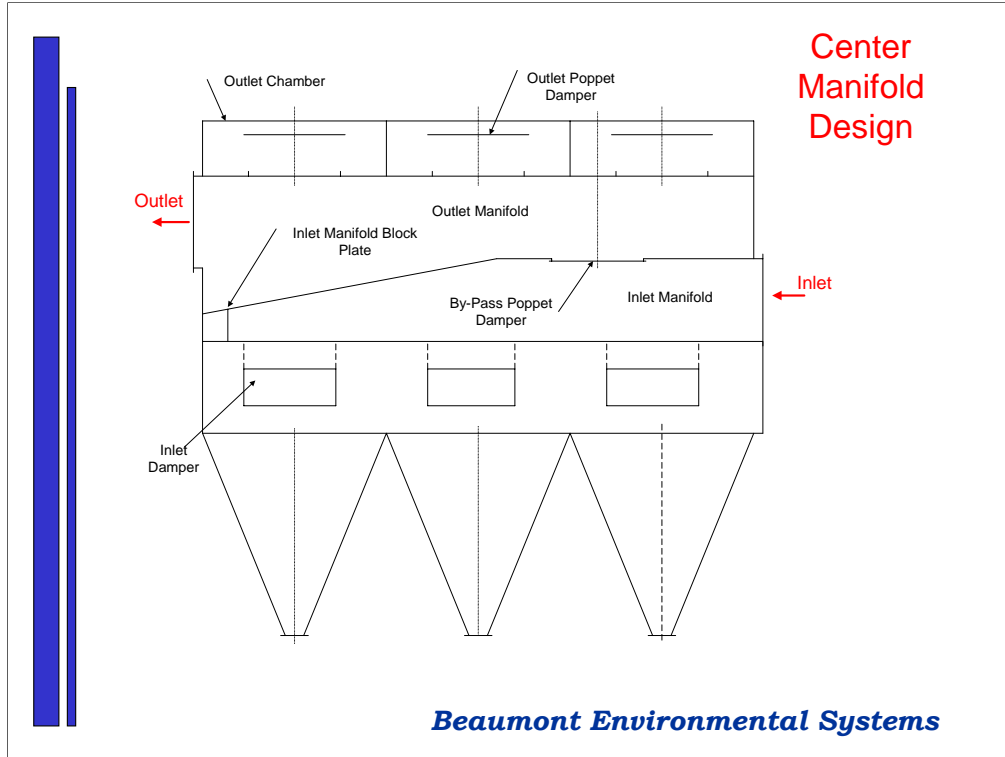 Center
Manifold
Design
Outlet Chamber
Outlet Poppet
Damper
Outlet
Outlet Manifold
Inlet Manifold Block
Plate
By-Pass Poppet
Damper
Inlet Manifold
Inlet
Inlet
Damper
Beaumont Environmental Systems